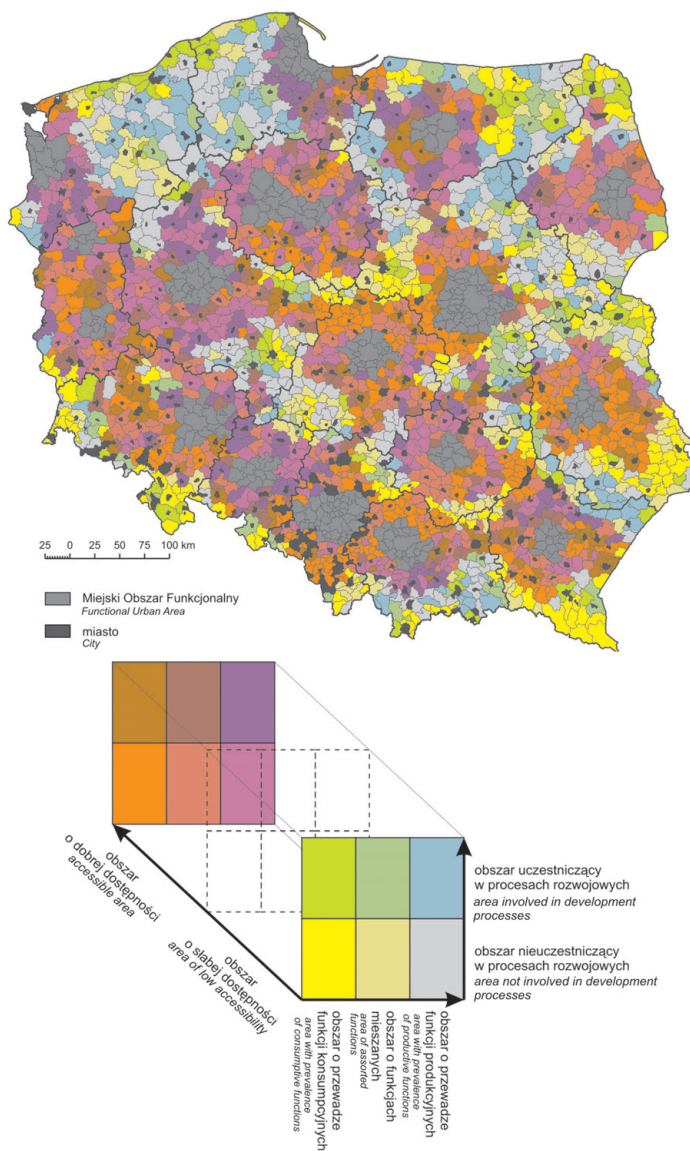 25 0 25 50 75 100 km
Miejski Obszar Funkcjonalny
Functional Urban Area
miasto
City
obszar
o dobrej dostępności
accessible area
obszar
o słabej dostępności
area of low accessibility
obszar uczestniczący
w procesach rozwojowych
area involved in development
processes
obszar nieuczestniczący
w procesach rozwojowych
area not involved in development
processes
obszar o przewadze
funkcji konsumpcyjnych
area with prevalence
of consumptive functions
obszar o funkcjach
mieszanych
area of assorted
functions
obszar o przewadze
funkcji produkcyjnych
area with prevalence
of productive functions